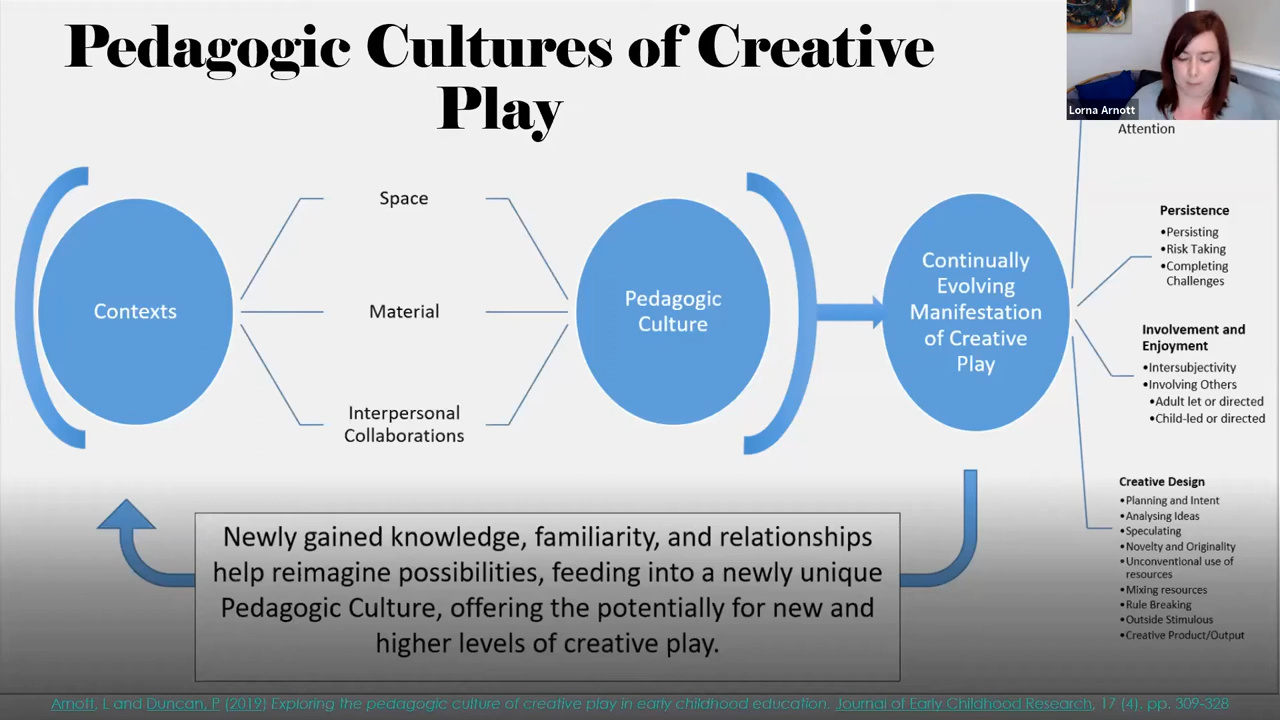 Pedagogic Cultures of Creative
Play
Lorna Arnott
Attention
Contexts
Space
Material
Interpersonal
Collaborations
Pedagogic
Culture
Continually
Evolving
Manifestation
of Creative
Play
Persistence
•Persisting
•Risk Taking
•Completing
Challenges
Involvement and
Enjoyment
•Intersubjectivity
•Involving Others
•Adult let or directed
•Child-led or directed
Creative Design
•Planning and Intent
•Analysing Ideas
•Speculating
•Novelty and Originality
•Unconventional use of
resources
•Mixing resources
•Rule Breaking
•Outside Stimulous
•Creative Product/Output
Newly gained knowledge, familiarity, and relationships
help reimagine possibilities, feeding into a newly unique
Pedagogic Culture, offering the potentially for new and
higher levels of creative play.
Arnott, L and Duncan, P (2019) Exploring the pedagogic culture of creative play in early childhood education. Journal of Early Childhood Research, 17 (4). pp. 309-328